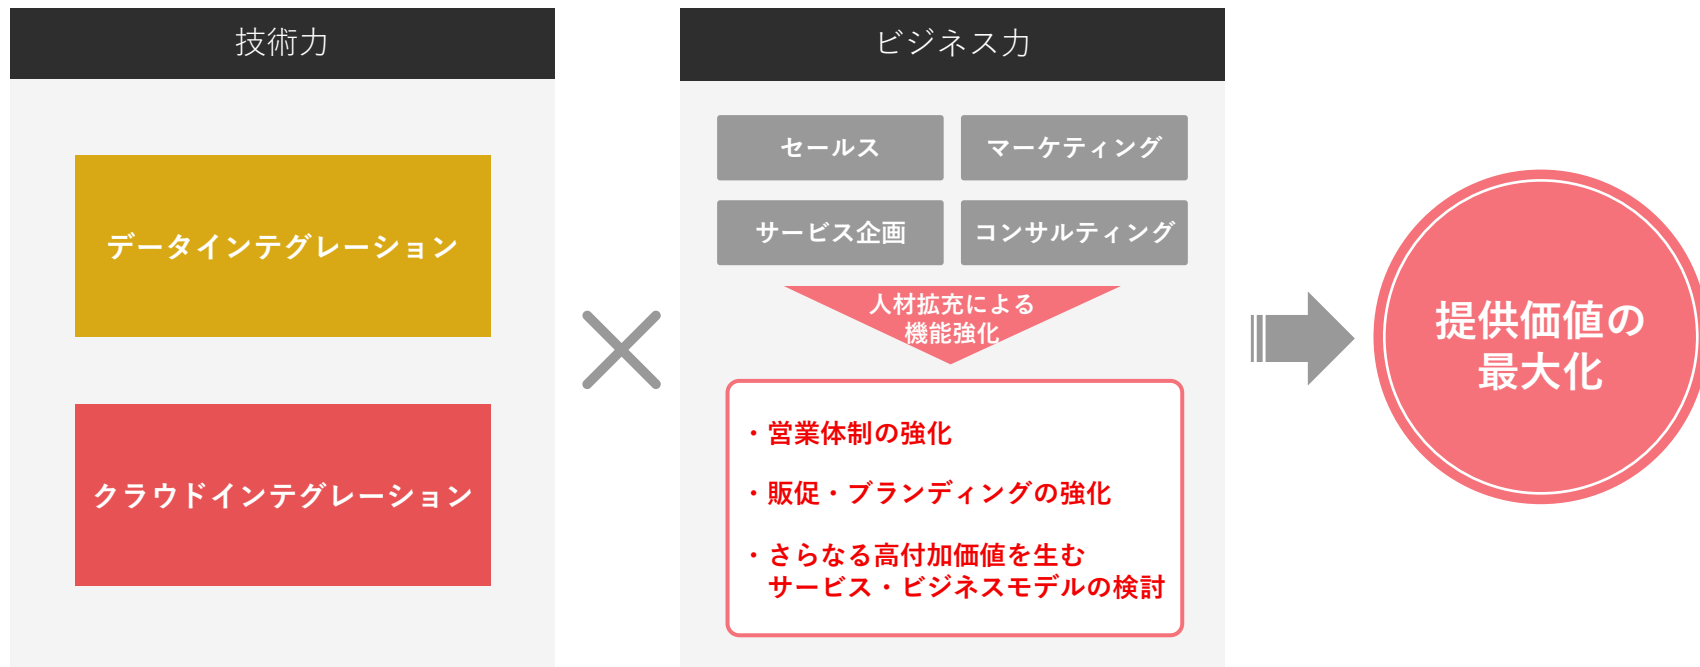 技術力
データインテグレーション
クラウドインテグレーション
ビジネス力
セールス
マーケティング
サービス企画
コンサルティング
人材拡充による
機能強化
・営業体制の強化
・販促・ブランディングの強化
・さらなる高付加価値を生む
サービス・ビジネスモデルの検討
提供価値の
最大化